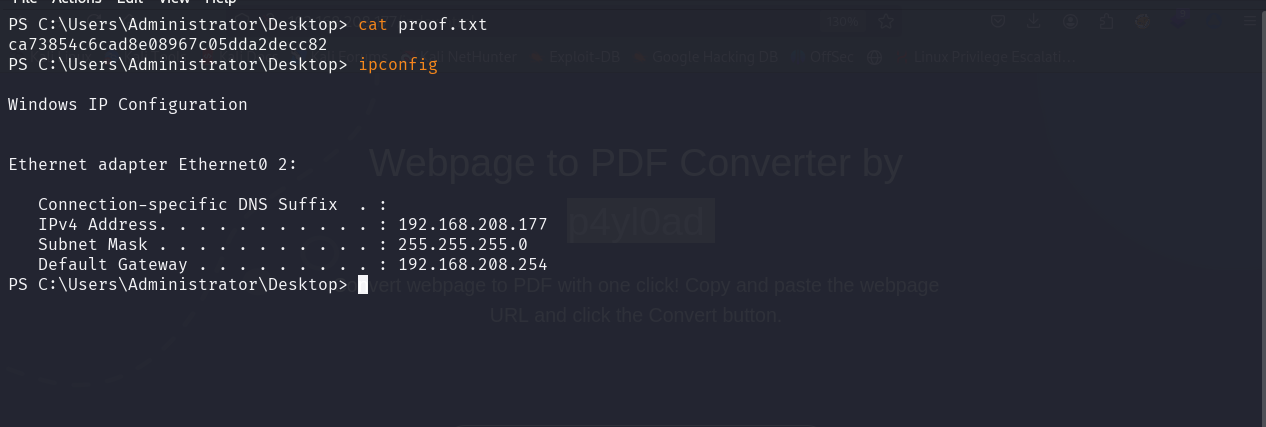 File Actions Edit View Help
PS C:\Users\Administrator\Desktop> cat proof.txt
130%
ca73854c6cad8e08967c05dda2decc82
PS C:\Users\Administrator\Desktop> ipconfig
NetHunter Exploit-DB Google Hacking DB OffSec Linux Privilege Escalati...
Windows IP Configuration
Ethernet adapter Ethernet0 2:
Webpage to PDF Converter by
Connection-specific DNS Suffix . :
IPv4 Address. . . . . . . . . . . : 192.168.208.177
p4yl0ad
Subnet Mask . . . . . . . . . . . : 255.255.255.0
Default Gateway . . . . . . . . . : 192.168.208.254
PS C:\Users\Administrator\Desktop>
webpage to PDF with one click! Copy and paste the webpage
URL and click the Convert button.